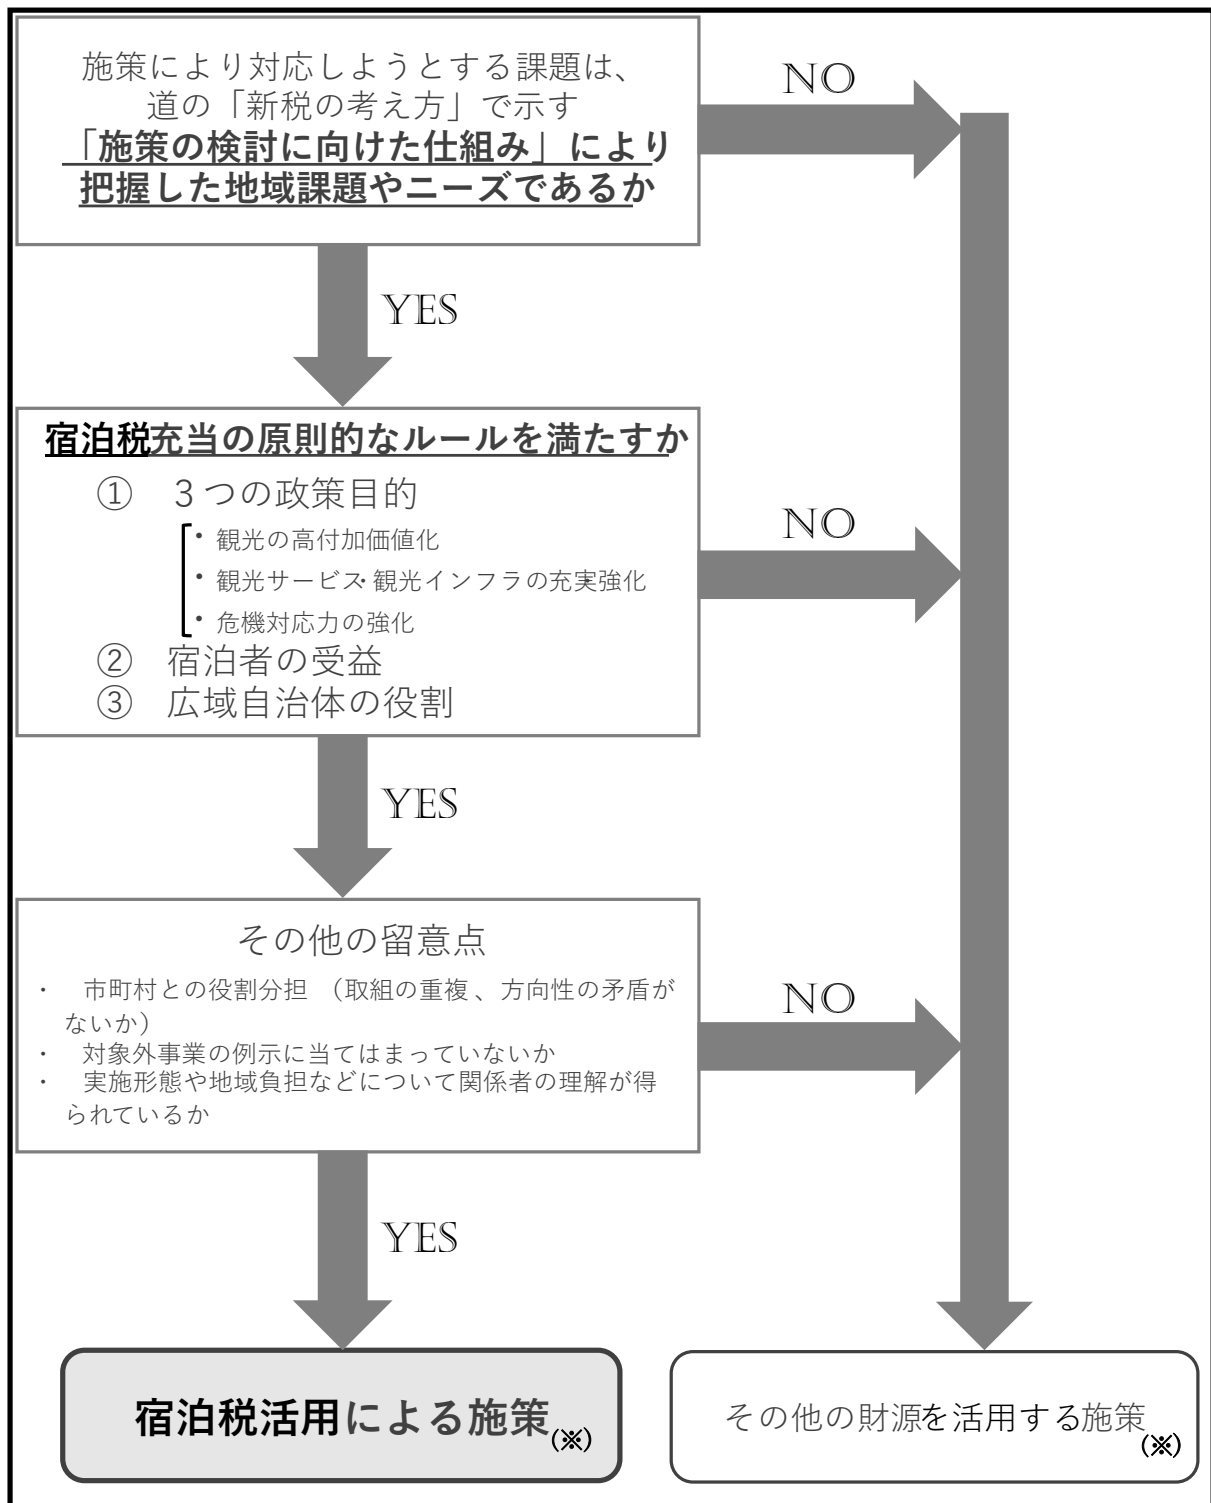 施策により対応しようとする課題は、
道の「新税の考え方」で示す
「施策の検討に向けた仕組み」により
把握した地域課題やニーズであるか
NO
YES
宿泊税充当の原則的なルールを満たすか
① 3つの政策目的
・観光の高付加価値化
・観光サービス・観光インフラの充実強化
・危機対応力の強化
② 宿泊者の受益
③ 広域自治体の役割
NO
YES
その他の留意点
・ 市町村との役割分担 (取組の重複、方向性の矛盾が
ないか)
・ 対象外事業の例示に当てはまっていないか
・ 実施形態や地域負担などについて関係者の理解が得
られているか
NO
YES
宿泊税活用による施策(※)
その他の財源を活用する施策(※)